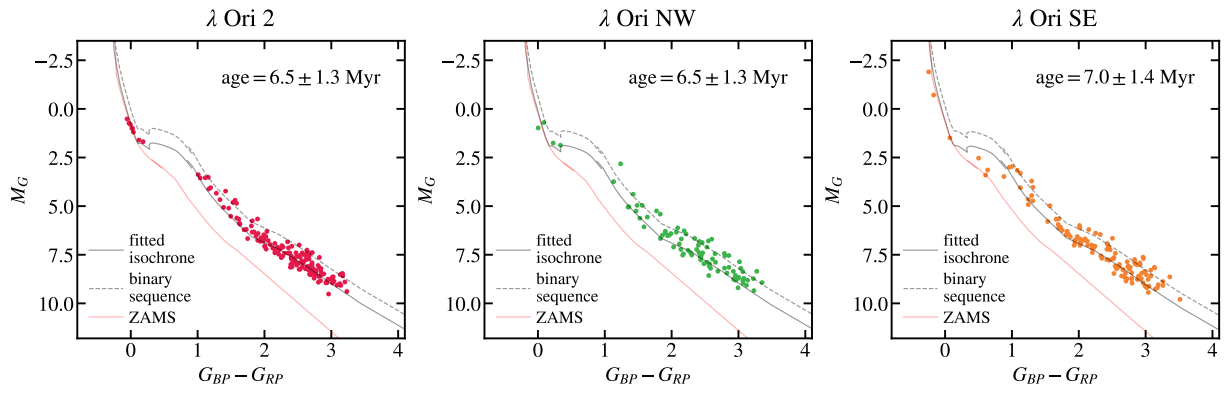 λ Ori 2
age = 6.5 ± 1.3 Myr
−2.5
0.0
2.5
5.0
7.5
10.0
M_G
fitted
isochrone
binary
sequence
ZAMS
0 1 2 3 4
G_BP − G_RP
λ Ori NW
age = 6.5 ± 1.3 Myr
−2.5
0.0
2.5
5.0
7.5
10.0
M_G
fitted
isochrone
binary
sequence
ZAMS
0 1 2 3 4
G_BP − G_RP
λ Ori SE
age = 7.0 ± 1.4 Myr
−2.5
0.0
2.5
5.0
7.5
10.0
M_G
fitted
isochrone
binary
sequence
ZAMS
0 1 2 3 4
G_BP − G_RP